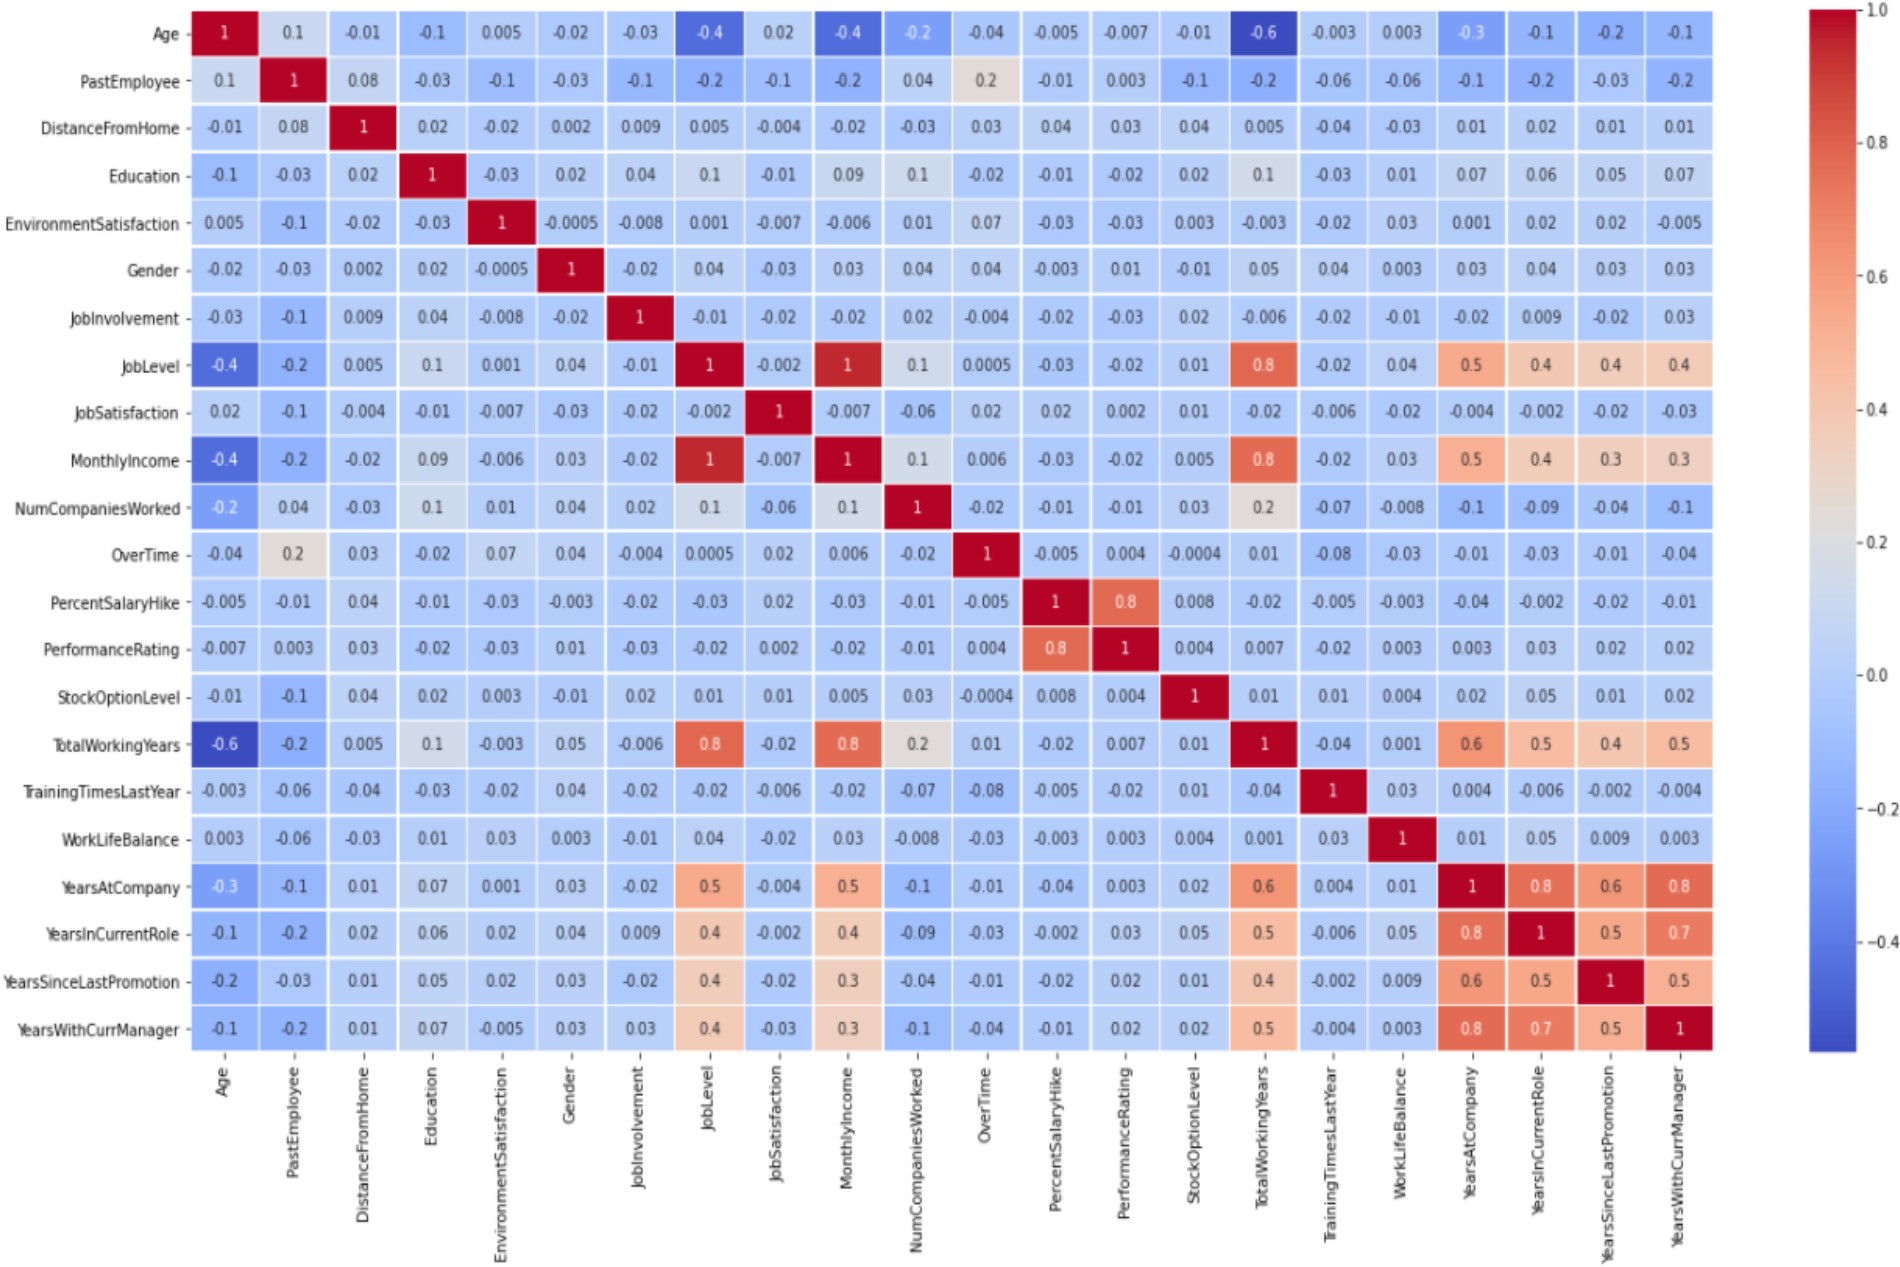 Age 1 0.1 -0.01 -0.1 0.005 -0.02 -0.03 -0.4 0.02 -0.4 -0.2 -0.04 -0.005 -0.007 -0.01 -0.6 -0.003 0.003 -0.3 -0.1 -0.2 -0.1
PastEmployee 0.1 1 0.08 -0.03 -0.1 -0.03 -0.1 -0.2 -0.1 -0.2 0.04 0.2 -0.01 0.003 -0.1 -0.2 -0.06 -0.06 -0.1 -0.2 -0.03 -0.2
DistanceFromHome -0.01 0.08 1 0.02 -0.02 0.002 0.009 0.005 -0.004 -0.02 -0.03 0.03 0.04 0.03 0.04 0.005 -0.04 -0.03 0.01 0.02 0.01 0.01
Education -0.1 -0.03 0.02 1 -0.03 0.02 0.04 0.1 -0.01 0.09 0.1 -0.02 -0.01 -0.02 0.02 0.1 -0.03 0.01 0.07 0.06 0.05 0.07
EnvironmentSatisfaction 0.005 -0.1 -0.02 -0.03 1 -0.0005 -0.008 0.001 -0.007 -0.006 0.01 0.07 -0.03 -0.03 0.003 -0.003 -0.02 0.03 0.001 0.02 0.02 -0.005
Gender -0.02 -0.03 0.002 0.02 -0.0005 1 -0.02 0.04 -0.03 0.03 0.04 0.04 -0.003 0.01 -0.01 0.05 0.04 0.003 0.03 0.04 0.03 0.03
JobInvolvement -0.03 -0.1 0.009 0.04 -0.008 -0.02 1 -0.01 -0.02 -0.02 0.02 -0.004 -0.02 -0.03 0.02 -0.006 -0.02 -0.01 -0.02 0.009 -0.02 0.03
JobLevel -0.4 -0.2 0.005 0.1 0.001 0.04 -0.01 1 -0.002 1 0.1 0.0005 -0.03 -0.02 0.01 0.8 -0.02 0.04 0.5 0.4 0.4 0.4
JobSatisfaction 0.02 -0.1 -0.004 -0.01 -0.007 -0.03 -0.02 -0.002 1 -0.007 -0.06 0.02 0.02 0.002 0.01 -0.02 -0.006 -0.02 -0.004 -0.002 -0.02 -0.03
MonthlyIncome -0.4 -0.2 -0.02 0.09 -0.006 0.03 -0.02 1 -0.007 1 0.1 0.006 -0.03 -0.02 0.005 0.8 -0.02 0.03 0.5 0.4 0.3 0.3
NumCompaniesWorked -0.2 0.04 -0.03 0.1 0.01 0.04 0.02 0.1 -0.06 0.1 1 -0.02 -0.01 -0.01 0.03 0.2 -0.07 -0.008 -0.1 -0.09 -0.04 -0.1
OverTime -0.04 0.2 0.03 -0.02 0.07 0.04 -0.004 0.0005 0.02 0.006 -0.02 1 -0.005 0.004 -0.0004 0.01 -0.08 -0.03 -0.01 -0.03 -0.01 -0.04
PercentSalaryHike -0.005 -0.01 0.04 -0.01 -0.03 -0.003 -0.02 -0.03 0.02 -0.03 -0.01 -0.005 1 0.8 0.008 -0.02 -0.005 -0.003 -0.04 -0.002 -0.02 -0.01
PerformanceRating -0.007 0.003 0.03 -0.02 -0.03 0.01 -0.03 -0.02 0.002 -0.02 -0.01 0.004 0.8 1 0.004 0.007 -0.02 0.003 0.003 0.03 0.02 0.02
StockOptionLevel -0.01 -0.1 0.04 0.02 0.003 -0.01 0.02 0.01 0.01 0.005 0.03 -0.0004 0.008 0.004 1 0.01 0.01 0.004 0.02 0.05 0.01 0.02
TotalWorkingYears -0.6 -0.2 0.005 0.1 -0.003 0.05 -0.006 0.8 -0.02 0.8 0.2 0.01 -0.02 0.007 0.01 1 -0.04 0.001 0.6 0.5 0.4 0.5
TrainingTimesLastYear -0.003 -0.06 -0.04 -0.03 -0.02 0.04 -0.02 -0.02 -0.006 -0.02 -0.07 -0.08 -0.005 -0.02 0.01 -0.04 1 0.03 0.004 -0.006 -0.002 -0.004
WorkLifeBalance 0.003 -0.06 -0.03 0.01 0.03 0.003 -0.01 0.04 -0.02 0.03 -0.008 -0.03 -0.003 0.003 0.004 0.001 0.03 1 0.01 0.05 0.009 0.003
YearsAtCompany -0.3 -0.1 0.01 0.07 0.001 0.03 -0.02 0.5 -0.004 0.5 -0.1 -0.01 -0.04 0.003 0.02 0.6 0.004 0.01 1 0.8 0.6 0.8
YearsInCurrentRole -0.1 -0.2 0.02 0.06 0.02 0.04 0.009 0.4 -0.002 0.4 -0.09 -0.03 -0.002 0.03 0.05 0.5 -0.006 0.05 0.8 1 0.5 0.7
YearsSinceLastPromotion -0.2 -0.03 0.01 0.05 0.02 0.03 -0.02 0.4 -0.02 0.3 -0.04 -0.01 -0.02 0.02 0.01 0.4 -0.002 0.009 0.6 0.5 1 0.5
YearsWithCurrManager -0.1 -0.2 0.01 0.07 -0.005 0.03 0.03 0.4 -0.03 0.3 -0.1 -0.04 -0.01 0.02 0.02 0.5 -0.004 0.003 0.8 0.7 0.5 1
Age
PastEmployee
DistanceFromHome
Education
EnvironmentSatisfaction
Gender
JobInvolvement
JobLevel
JobSatisfaction
MonthlyIncome
NumCompaniesWorked
OverTime
PercentSalaryHike
PerformanceRating
StockOptionLevel
TotalWorkingYears
TrainingTimesLastYear
WorkLifeBalance
YearsAtCompany
YearsInCurrentRole
YearsSinceLastPromotion
YearsWithCurrManager
1.0
0.8
0.6
0.4
0.2
0.0
−0.2
−0.4